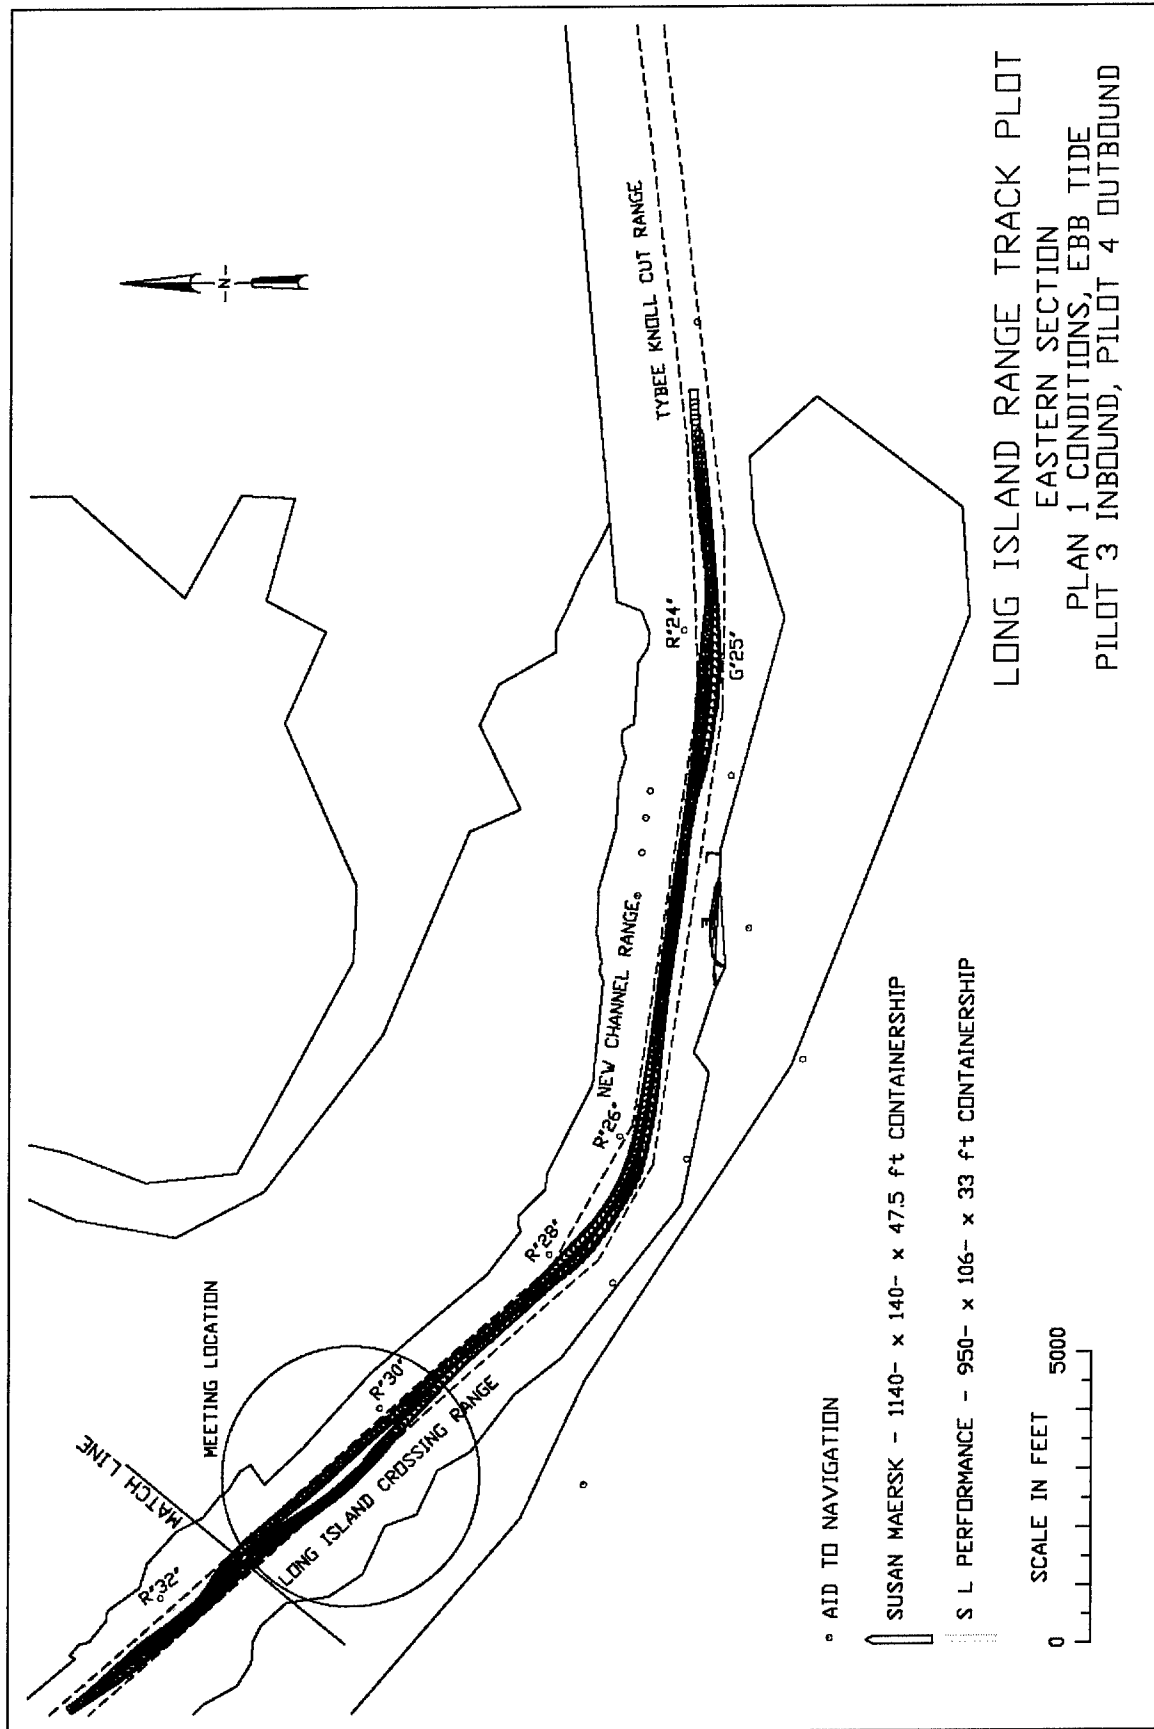 LONG ISLAND RANGE TRACK PLOT
EASTERN SECTION
PLAN 1 CONDITIONS, EBB TIDE
PILOT 3 INBOUND, PILOT 4 OUTBOUND
-N-
TYBEE KNOLL CUT RANGE
R"24"
G"25"
NEW CHANNEL RANGE
R"26"
R"28"
R"30"
MEETING LOCATION
LONG ISLAND CROSSING RANGE
MATCH LINE
R"32"
AID TO NAVIGATION
SUSAN MAERSK - 1140- x 140- x 47.5 ft CONTAINERSHIP
S L PERFORMANCE - 950- x 106- x 33 ft CONTAINERSHIP
SCALE IN FEET
0 5000